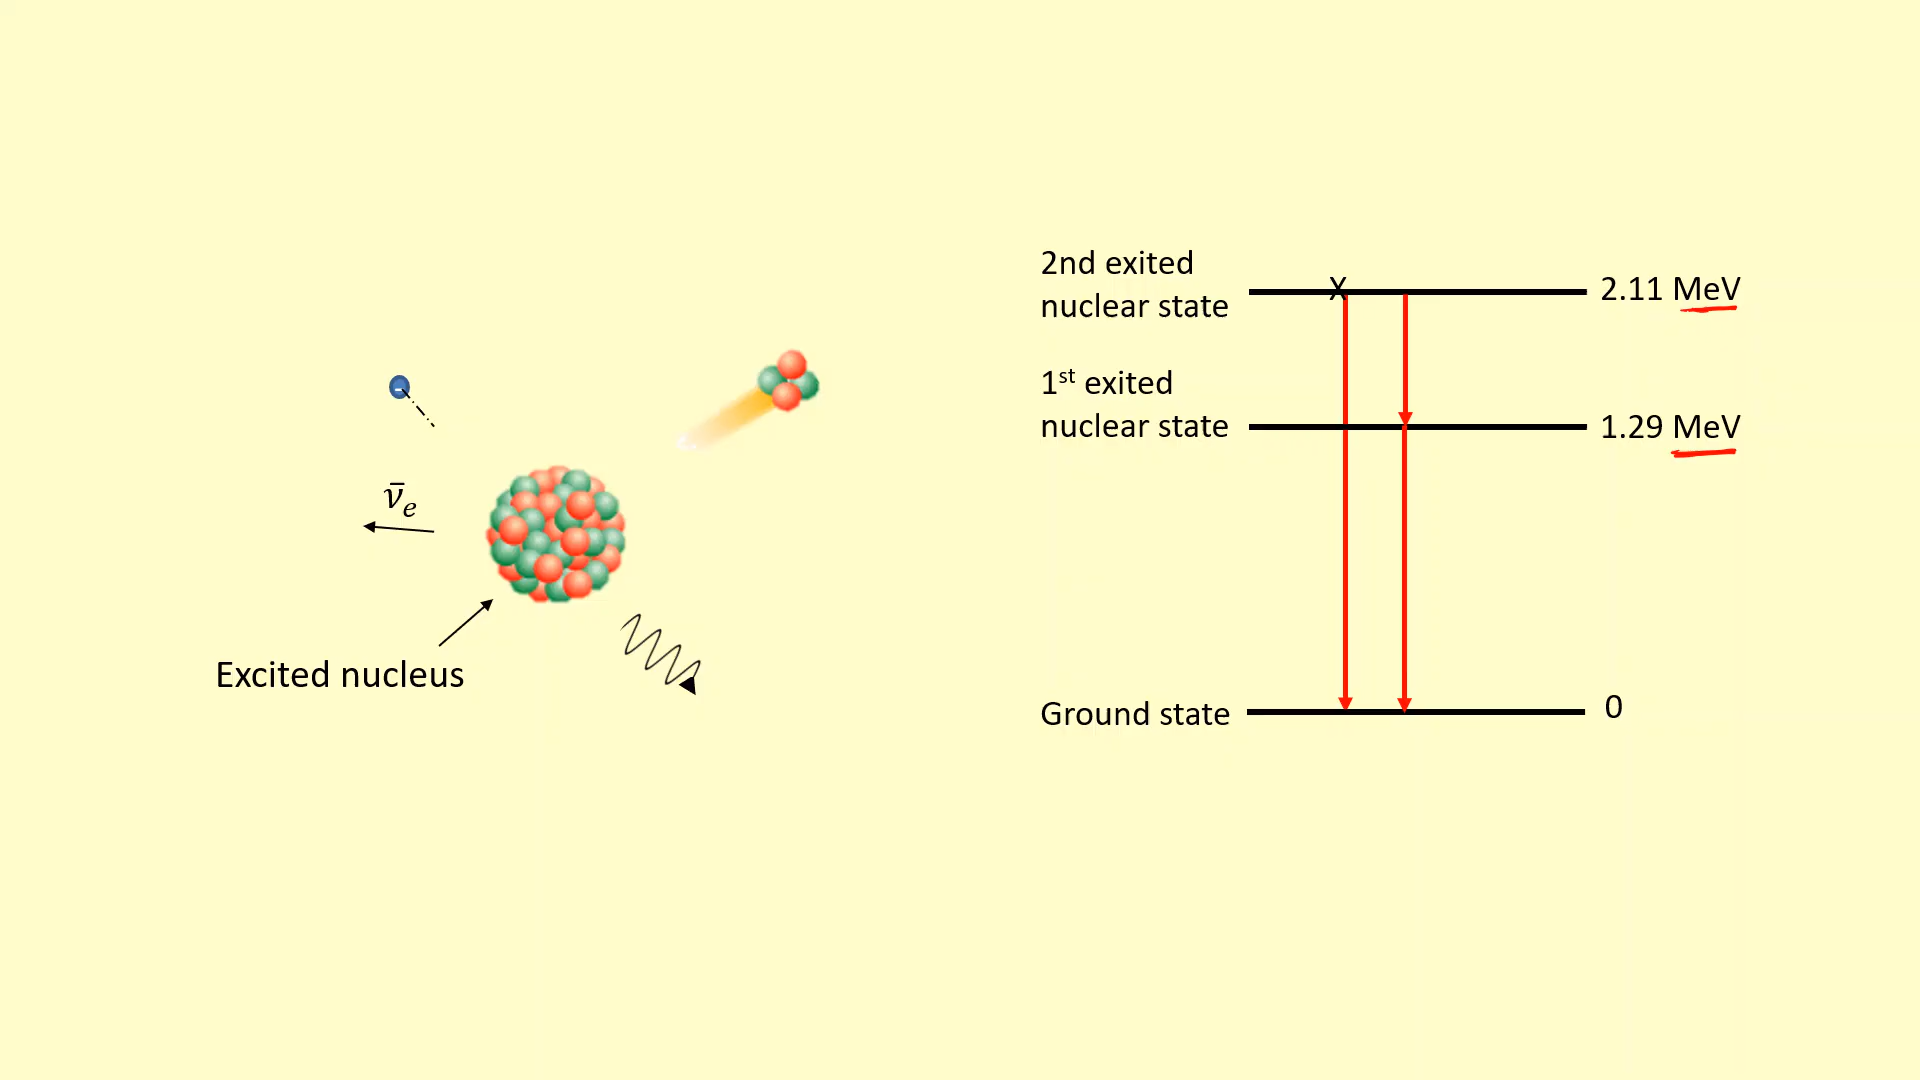 2nd exited
nuclear state
X
2.11 MeV
1st exited
nuclear state
1.29 MeV
ν̄e
Excited nucleus
Ground state
0